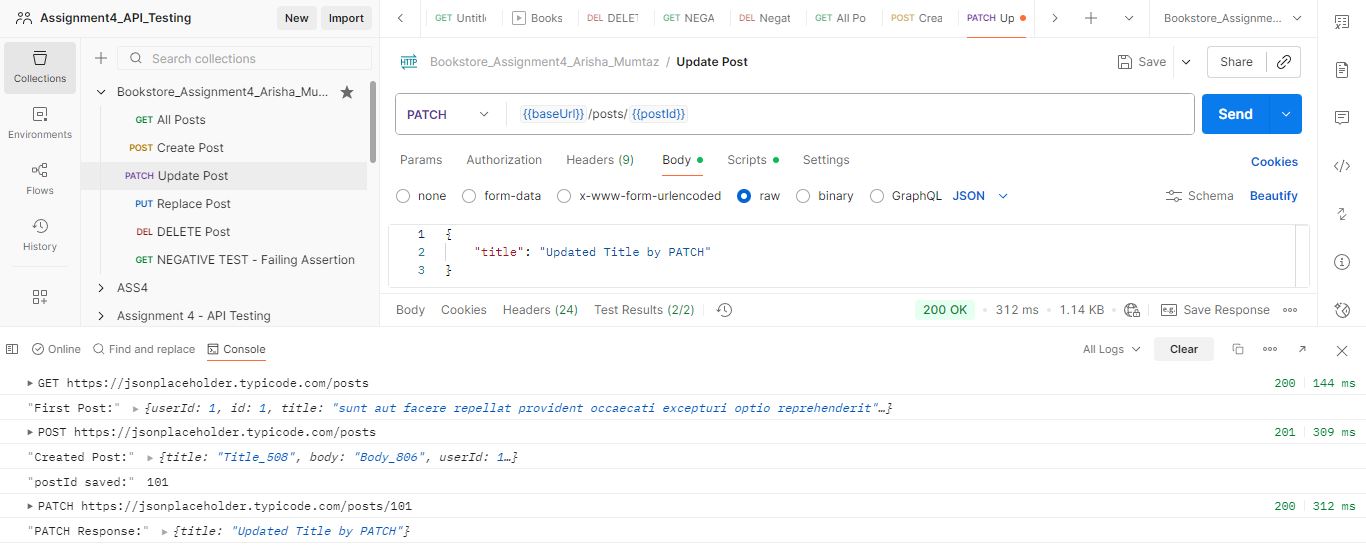 Assignment4_API_Testing New Import
GET Untitle Books DEL DELET GET NEGA DEL Negat GET All Po POST Crea PATCH Up Bookstore_Assignme...
Collections
Environments
Flows
History
Search collections
Bookstore_Assignment4_Arisha_Mu...
GET All Posts
POST Create Post
PATCH Update Post
PUT Replace Post
DEL DELETE Post
GET NEGATIVE TEST - Failing Assertion
ASS4
Assignment 4 - API Testing
HTTP Bookstore_Assignment4_Arisha_Mumtaz / Update Post Save Share
PATCH {{baseUrl}} /posts/ {{postId}} Send
Params Authorization Headers (9) Body Scripts Settings Cookies
none form-data x-www-form-urlencoded raw binary GraphQL JSON Schema Beautify
1 {
2 "title": "Updated Title by PATCH"
3 }
Body Cookies Headers (24) Test Results (2/2) 200 OK 312 ms 1.14 KB e.g. Save Response
Online Find and replace Console All Logs Clear
GET https://jsonplaceholder.typicode.com/posts 200 144 ms
"First Post:" {userId: 1, id: 1, title: "sunt aut facere repellat provident occaecati excepturi optio reprehenderit"…}
POST https://jsonplaceholder.typicode.com/posts 201 309 ms
"Created Post:" {title: "Title_508", body: "Body_806", userId: 1…}
"postId saved:" 101
PATCH https://jsonplaceholder.typicode.com/posts/101 200 312 ms
"PATCH Response:" {title: "Updated Title by PATCH"}